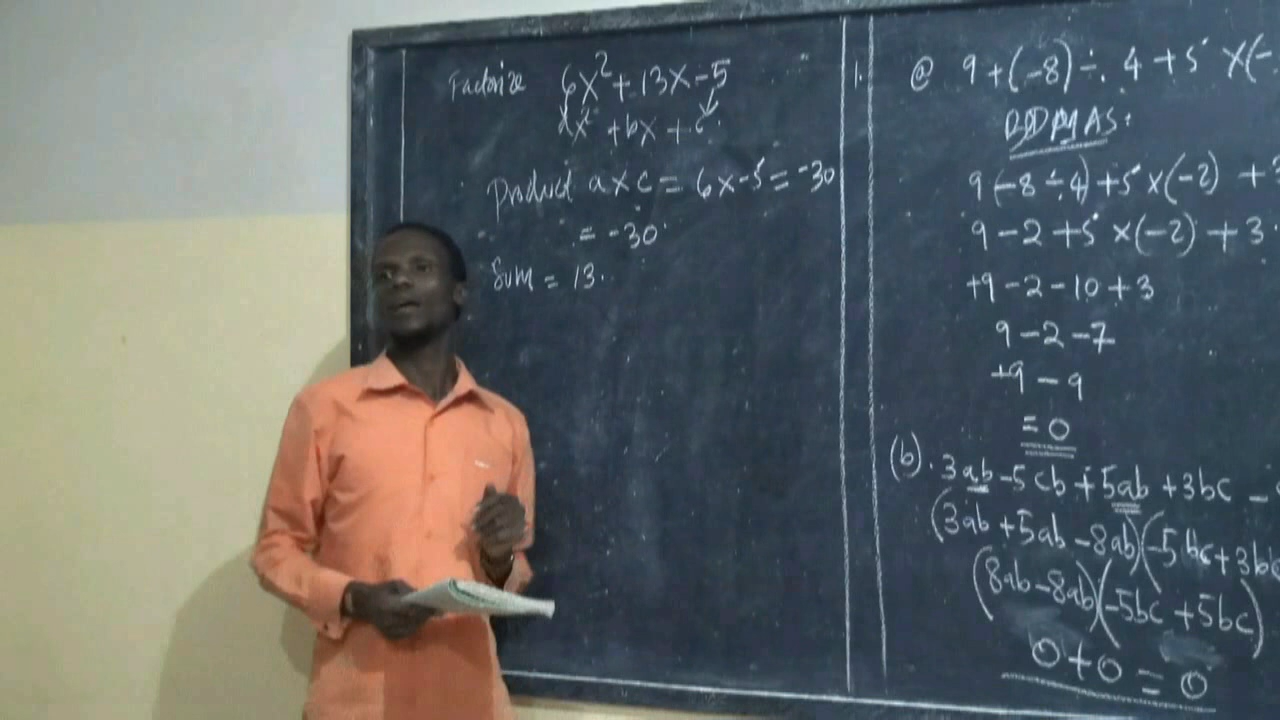 Factorize 6x² + 13x - 5
ax² + bx + c.
Product a x c = 6 x -5 = -30
= -30
Sum = 13.
1. @ 9 + (-8) ÷ 4 + 5 x (-
BODMAS:
9 (-8 ÷ 4) + 5 x (-2) + 3
9 - 2 + 5 x (-2) + 3
+9 - 2 - 10 + 3
9 - 2 - 7
+9 - 9
= 0
(b). 3ab - 5cb + 5ab + 3bc -
(3ab + 5ab - 8ab) (-5bc + 3bc
(8ab - 8ab) (-5bc + 5bc)
0 + 0 = 0